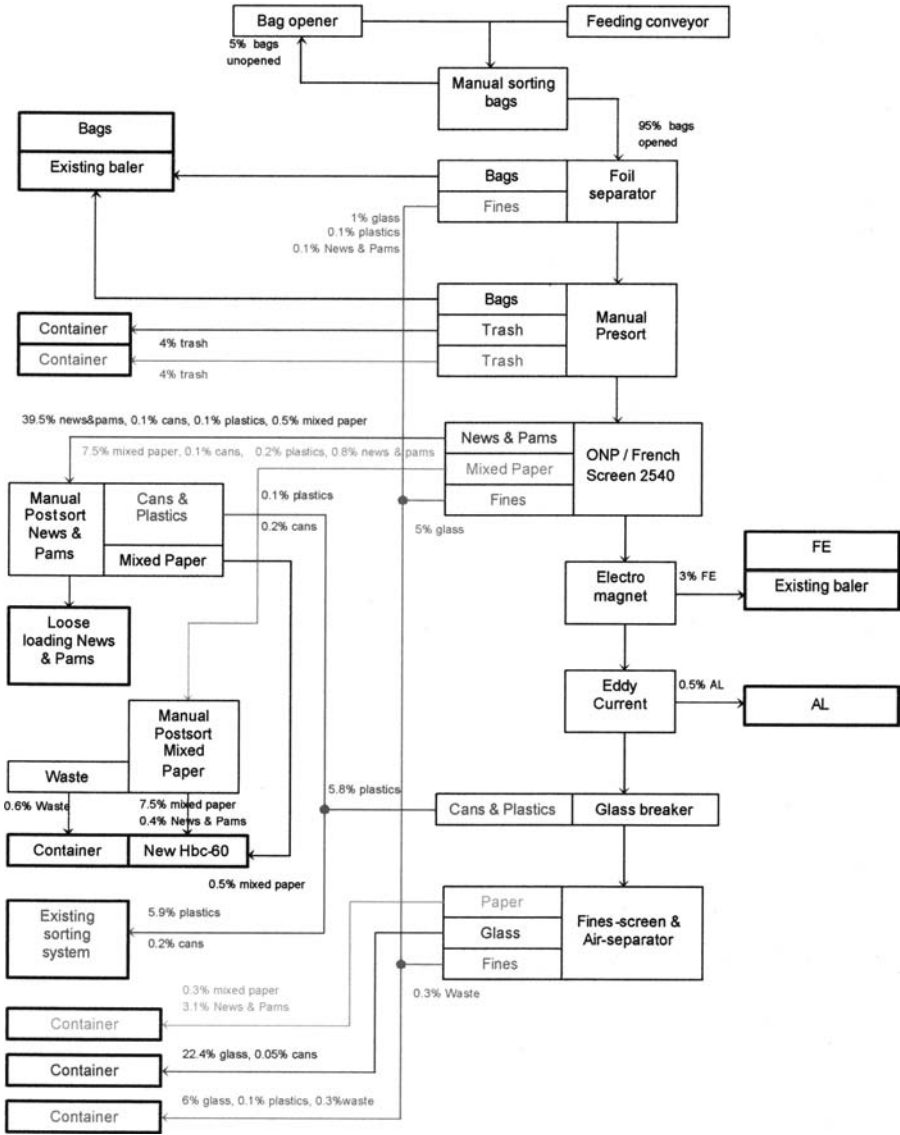 Bag opener
Feeding conveyor
5% bags
unopened
Manual sorting
bags
95% bags
opened
Bags
Existing baler
Bags
Fines
Foil
separator
1% glass
0.1% plastics
0.1% News & Pams
Bags
Trash
Trash
Manual
Presort
Container
Container
4% trash
4% trash
39.5% news&pams, 0.1% cans, 0.1% plastics, 0.5% mixed paper
7.5% mixed paper, 0.1% cans, 0.2% plastics, 0.8% news & pams
News & Pams
Mixed Paper
Fines
ONP / French
Screen 2540
Manual
Postsort
News &
Pams
Cans &
Plastics
Mixed Paper
0.1% plastics
0.2% cans
5% glass
Electro
magnet
3% FE
FE
Existing baler
Loose
loading News
& Pams
Eddy
Current
0.5% AL
AL
Manual
Postsort
Mixed
Paper
Waste
0.6% Waste
7.5% mixed paper
0.4% News & Pams
5.8% plastics
Cans & Plastics
Glass breaker
Container
New Hbc-60
0.5% mixed paper
Existing
sorting
system
5.9% plastics
0.2% cans
Paper
Glass
Fines
Fines-screen &
Air-separator
0.3% Waste
0.3% mixed paper
3.1% News & Pams
Container
22.4% glass, 0.05% cans
Container
6% glass, 0.1% plastics, 0.3%waste
Container